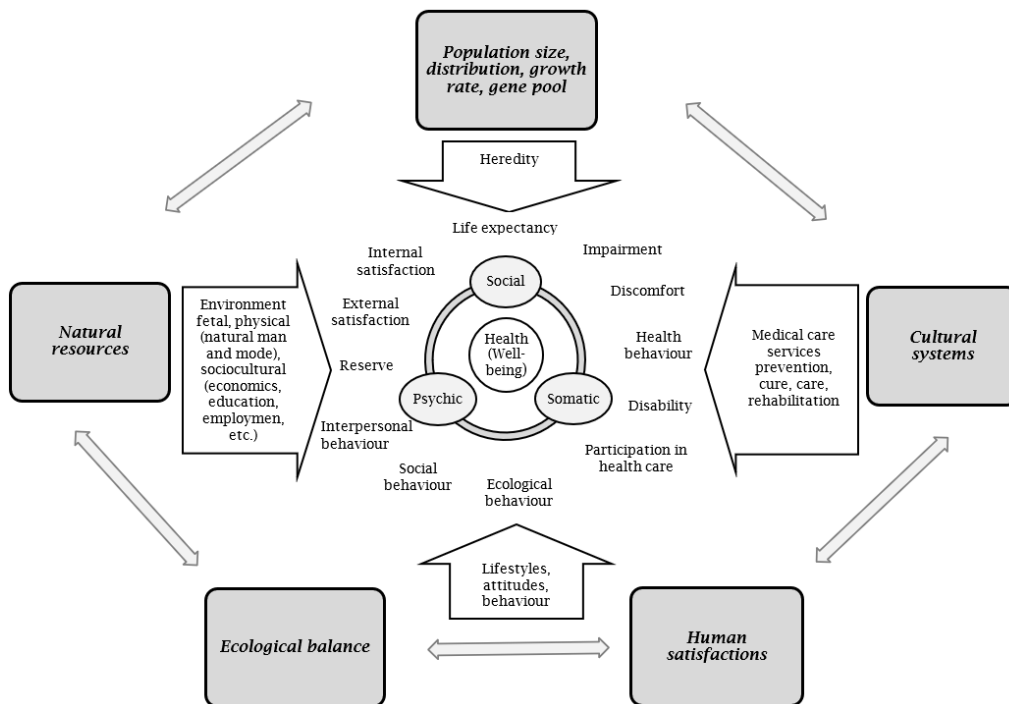 Population size,
distribution, growth
rate, gene pool
Heredity
Life expectancy
Internal
satisfaction
Impairment
Social
Discomfort
External
satisfaction
Natural
resources
Environment
fetal, physical
(natural man
and mode),
sociocultural
(economics,
education,
employmen,
etc.)
Health
(Well-
being)
Health
behaviour
Medical care
services
prevention,
cure, care,
rehabilitation
Cultural
systems
Reserve
Psychic
Somatic
Disability
Interpersonal
behaviour
Participation in
health care
Social
behaviour
Ecological
behaviour
Lifestyles,
attitudes,
behaviour
Ecological balance
Human
satisfactions